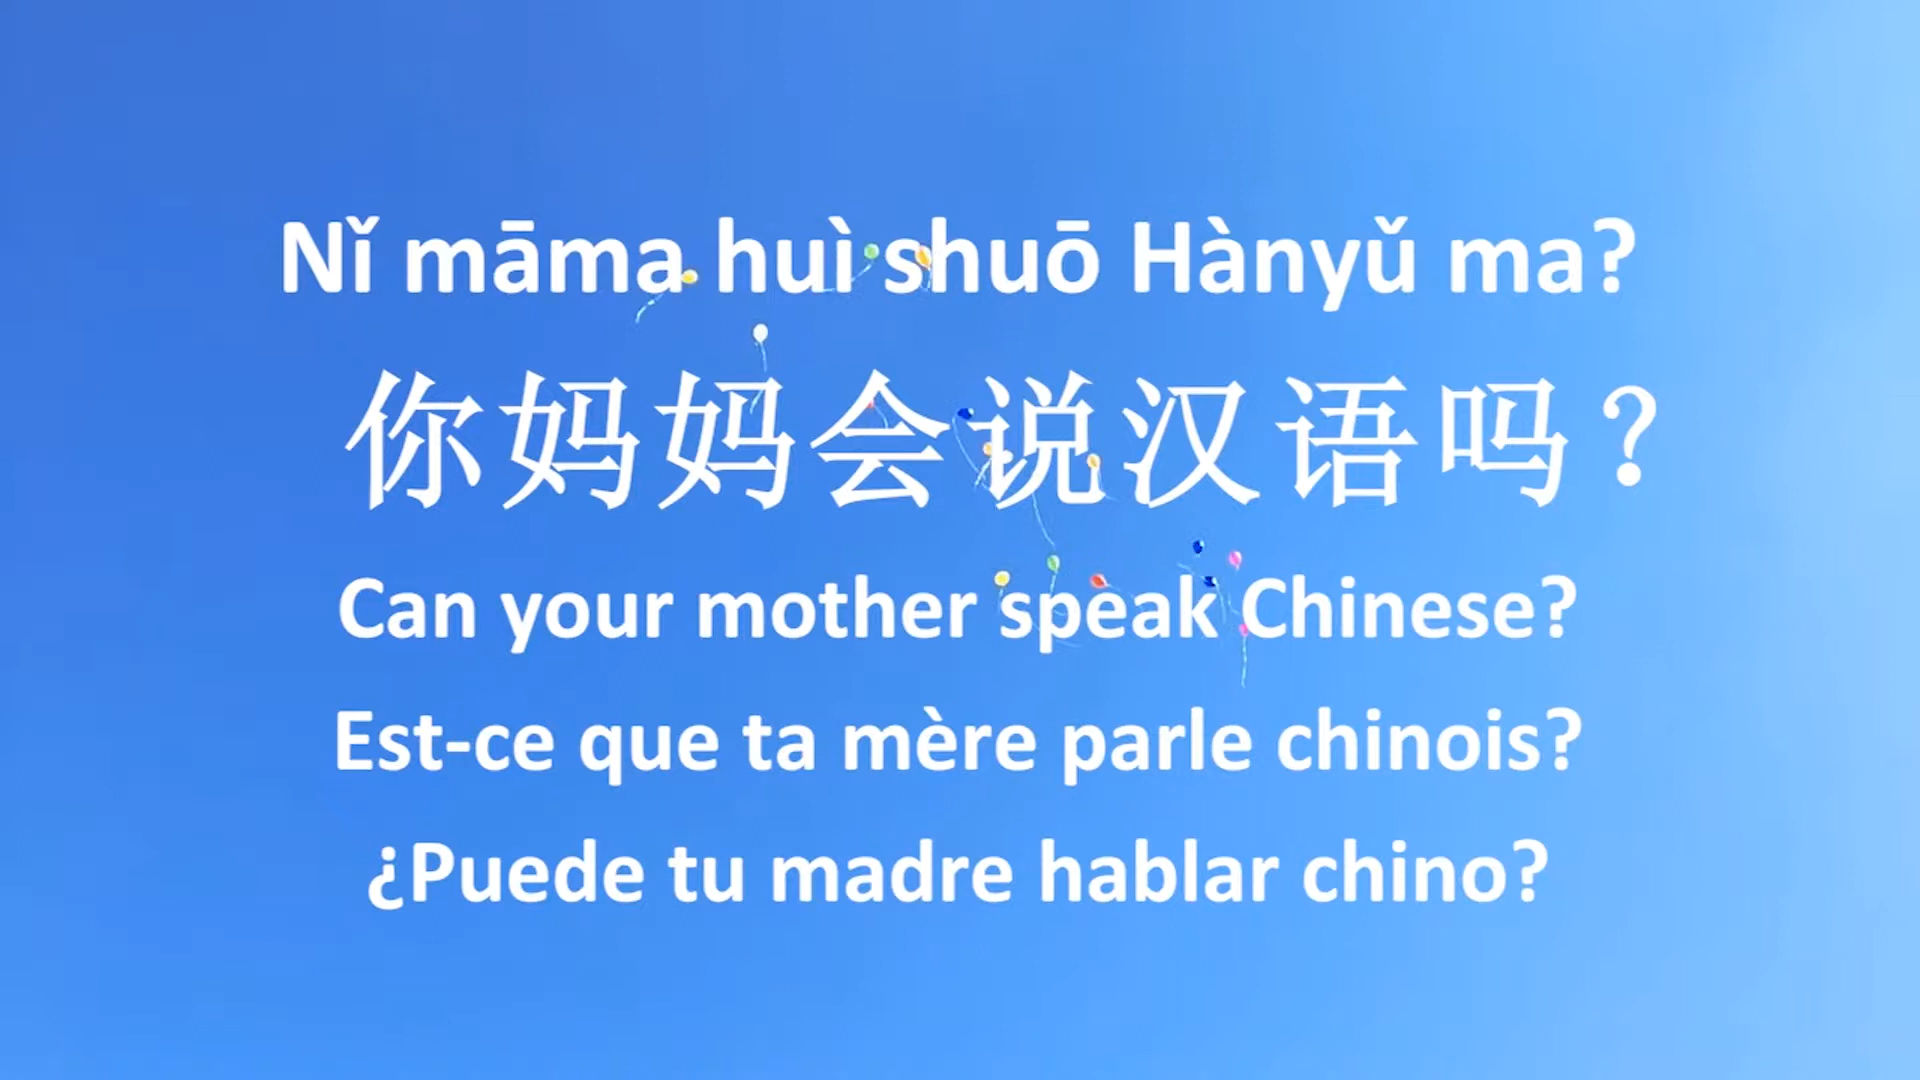 Nǐ māma huì shuō Hànyǔ ma?
你妈妈会说汉语吗？
Can your mother speak Chinese?
Est-ce que ta mère parle chinois?
¿Puede tu madre hablar chino?